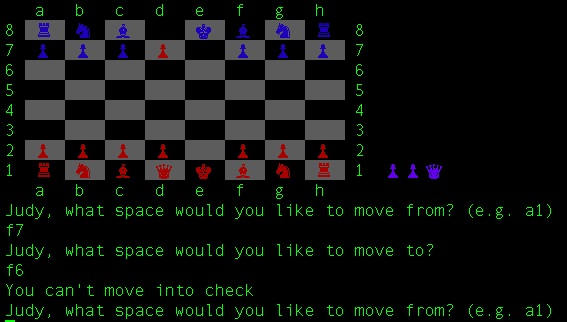 a b c d e f g h
8 8
7 7
6 6
5 5
4 4
3 3
2 2
1 1
a b c d e f g h
Judy, what space would you like to move from? (e.g. a1)
f7
Judy, what space would you like to move to?
f6
You can't move into check
Judy, what space would you like to move from? (e.g. a1)